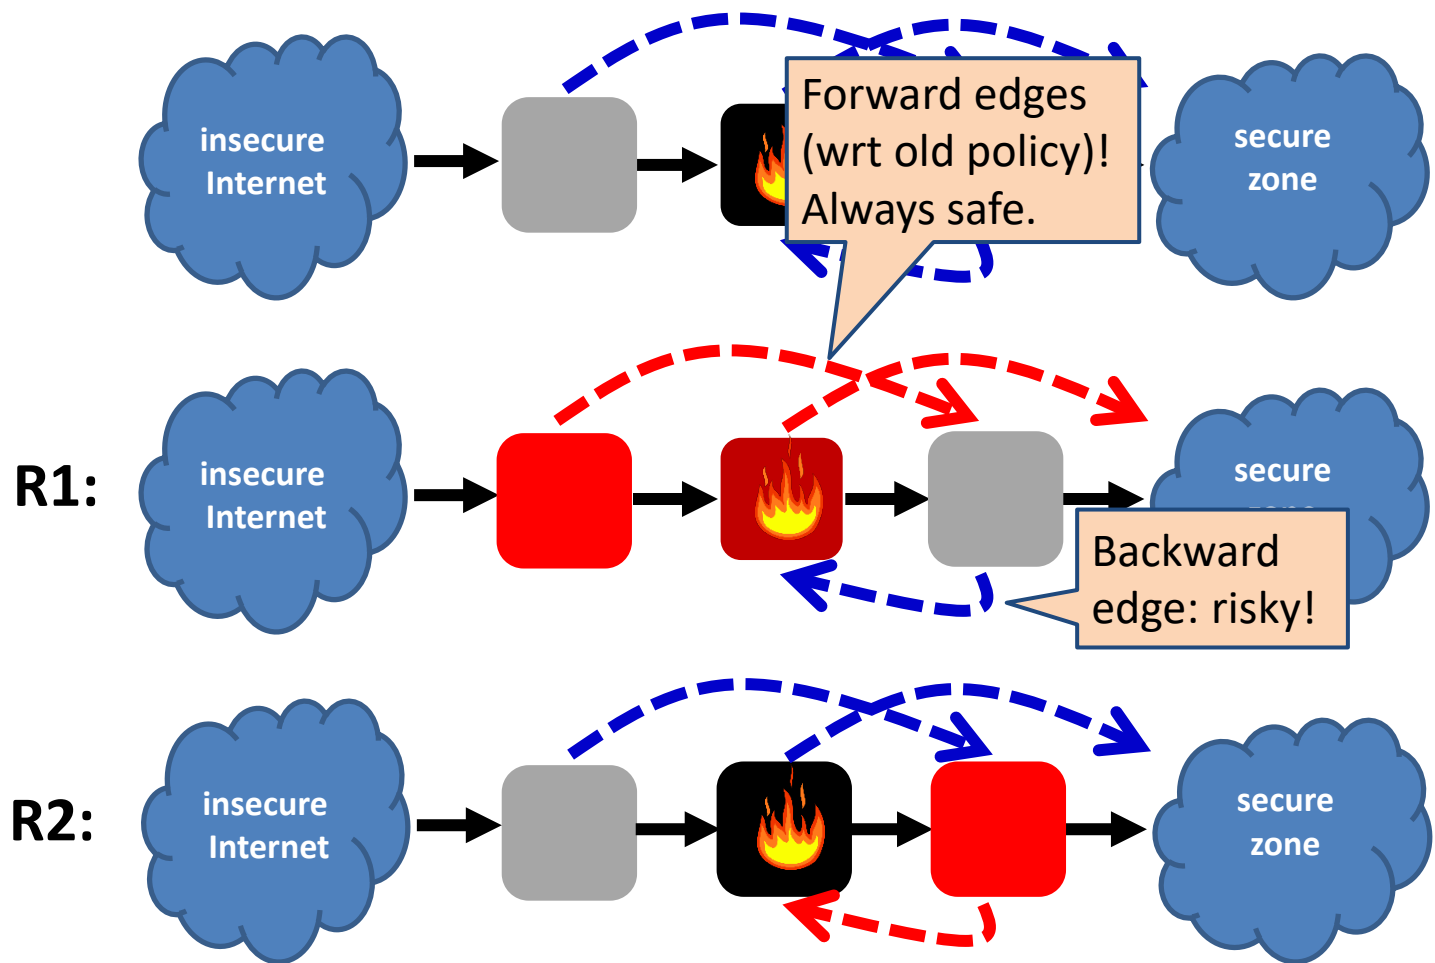 insecure
Internet
Forward edges
(wrt old policy)!
Always safe.
secure
zone
R1:
insecure
Internet
secure
Backward
edge: risky!
R2:
insecure
Internet
secure
zone